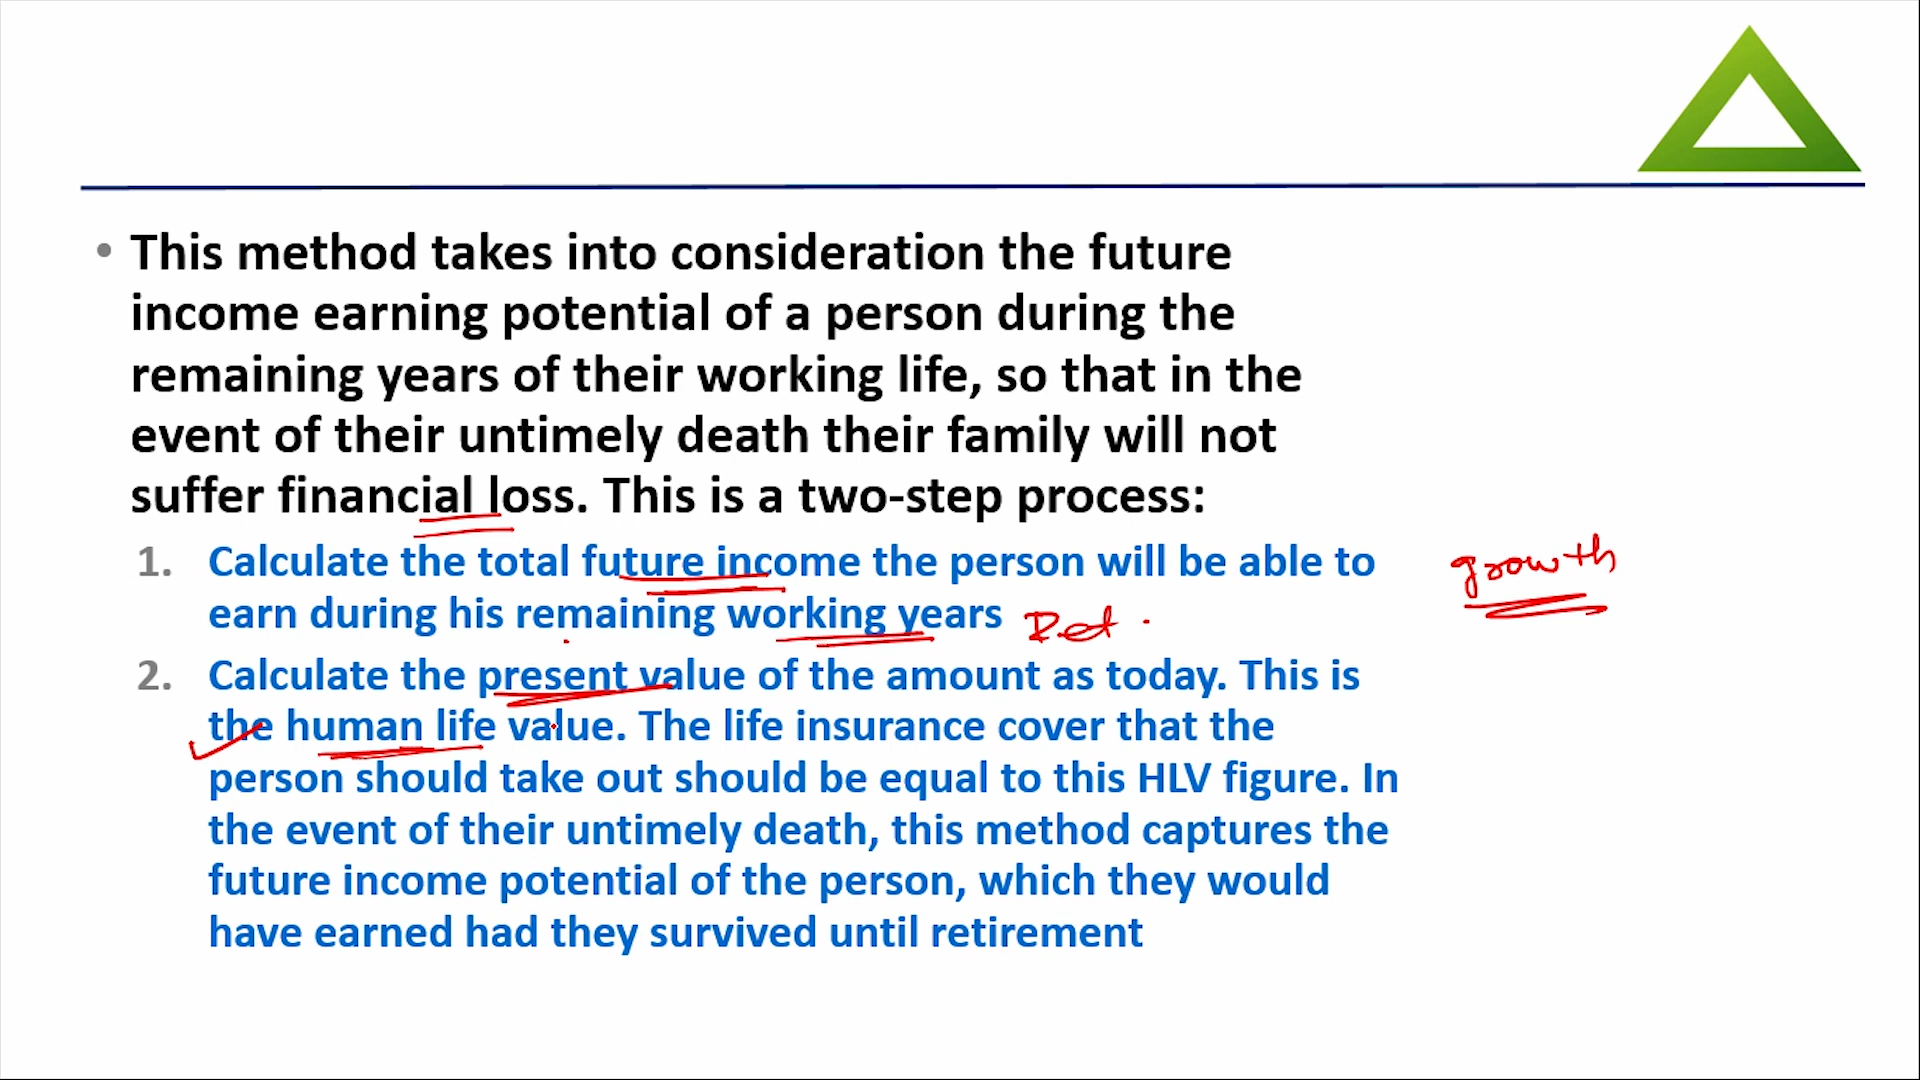 • This method takes into consideration the future
income earning potential of a person during the
remaining years of their working life, so that in the
event of their untimely death their family will not
suffer financial loss. This is a two-step process:
1. Calculate the total future income the person will be able to
growth
earn during his remaining working years Ret.
2. Calculate the present value of the amount as today. This is
the human life value. The life insurance cover that the
person should take out should be equal to this HLV figure. In
the event of their untimely death, this method captures the
future income potential of the person, which they would
have earned had they survived until retirement